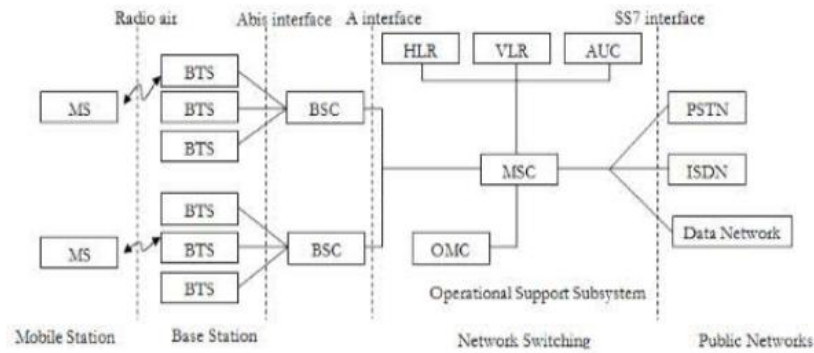 Radio air
Abis interface
A interface
SS7 interface
HLR
VLR
AUC
BTS
MS
BTS
BSC
PSTN
BTS
MSC
ISDN
BTS
Data Network
MS
BTS
BSC
OMC
BTS
Operational Support Subsystem
Mobile Station
Base Station
Network Switching
Public Networks